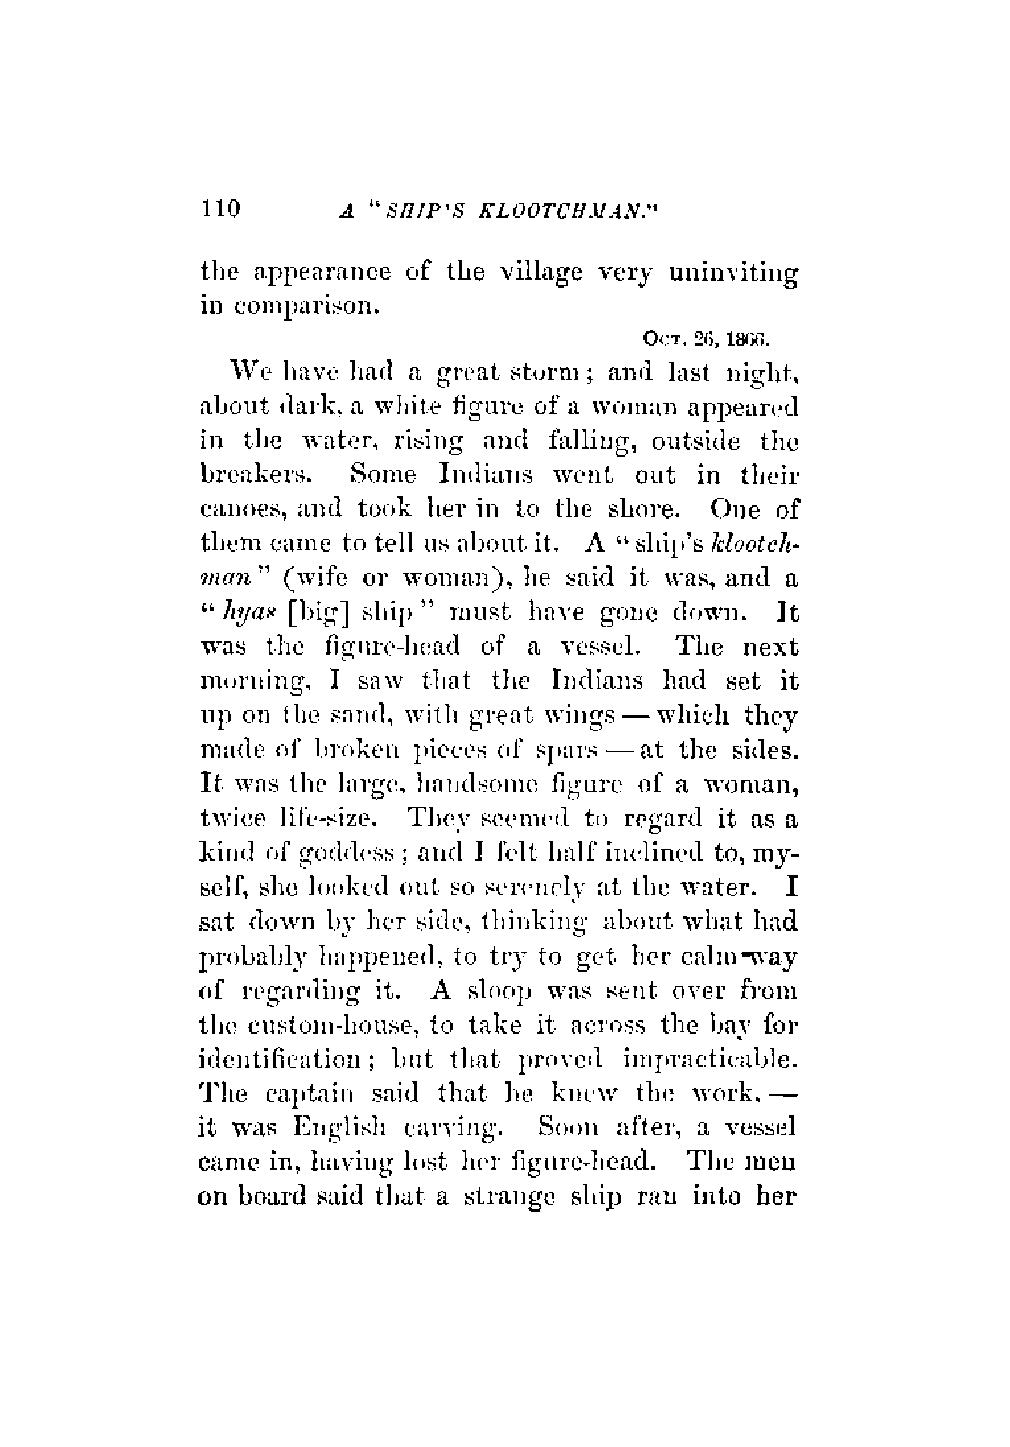 110 A "SHIP'S KLOOTCHMAN."
the appearance of the village very uninviting
in comparison.
OCT. 26, 1866.
We have had a great storm; and last night,
about dark, a white figure of a woman appeared
in the water, rising and falling, outside the
breakers. Some Indians went out in their
canoes, and took her in to the shore. One of
them came to tell us about it. A "ship's klootch-
man" (wife or woman), he said it was, and a
"hyas [big] ship" must have gone down. It
was the figure-head of a vessel. The next
morning, I saw that the Indians had set it
up on the sand, with great wings — which they
made of broken pieces of spars — at the sides.
It was the large, handsome figure of a woman,
twice life-size. They seemed to regard it as a
kind of goddess; and I felt half inclined to, my-
self, she looked out so serenely at the water. I
sat down by her side, thinking about what had
probably happened, to try to get her calm way
of regarding it. A sloop was sent over from
the custom-house, to take it across the bay for
identification; but that proved impracticable.
The captain said that he knew the work, —
it was English carving. Soon after, a vessel
came in, having lost her figure-head. The men
on board said that a strange ship ran into her